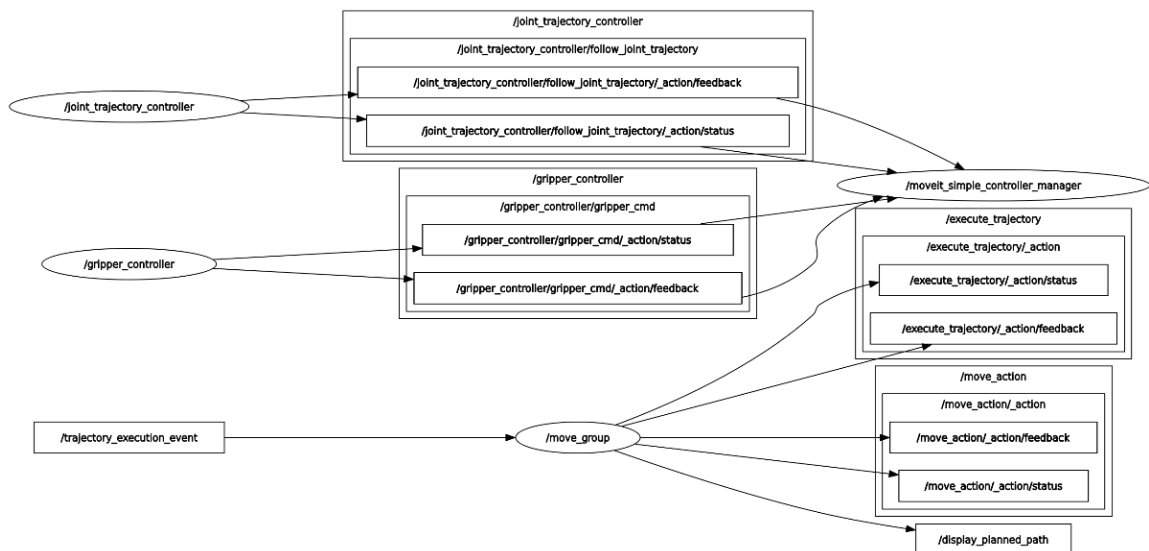 /joint_trajectory_controller
/joint_trajectory_controller/follow_joint_trajectory
/joint_trajectory_controller/follow_joint_trajectory/_action/feedback
/joint_trajectory_controller
/joint_trajectory_controller/follow_joint_trajectory/_action/status
/gripper_controller
/moveit_simple_controller_manager
/gripper_controller/gripper_cmd
/execute_trajectory
/gripper_controller/gripper_cmd/_action/status
/execute_trajectory/_action
/gripper_controller
/execute_trajectory/_action/status
/gripper_controller/gripper_cmd/_action/feedback
/execute_trajectory/_action/feedback
/move_action
/move_action/_action
/trajectory_execution_event
/move_group
/move_action/_action/feedback
/move_action/_action/status
/display_planned_path